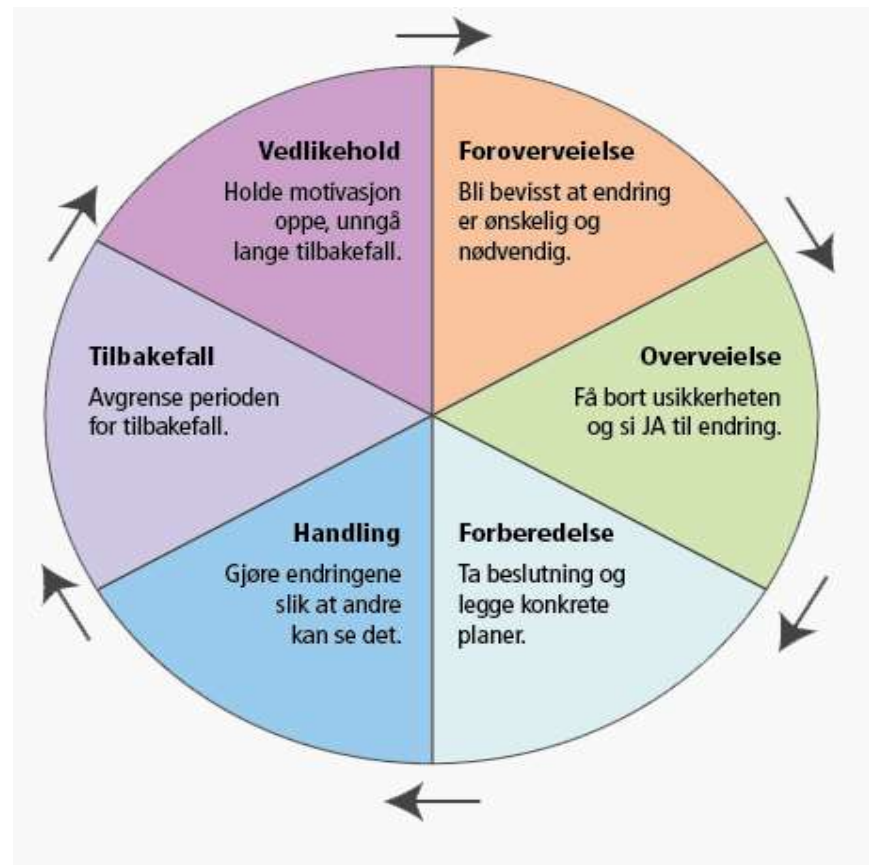 Vedlikehold
Holde motivasjon
oppe, unngå
lange tilbakefall.
Foroverveielse
Bli bevisst at endring
er ønskelig og
nødvendig.
Tilbakefall
Avgrense perioden
for tilbakefall.
Overveielse
Få bort usikkerheten
og si JA til endring.
Handling
Gjøre endringene
slik at andre
kan se det.
Forberedelse
Ta beslutning og
legge konkrete
planer.